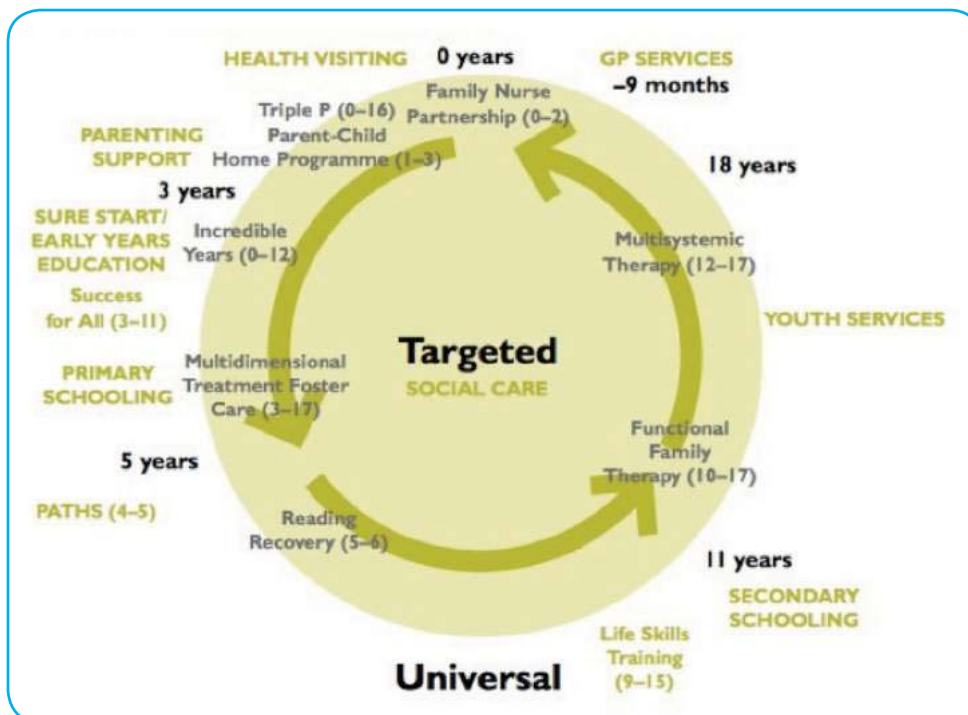 HEALTH VISITING
0 years
GP SERVICES
–9 months
Family Nurse
Partnership (0–2)
Triple P (0–16)
Parent-Child
Home Programme (1–3)
PARENTING
SUPPORT
3 years
18 years
SURE START/
EARLY YEARS
EDUCATION
Incredible
Years (0–12)
Multisystemic
Therapy (12–17)
Success
for All (3–11)
YOUTH SERVICES
Targeted
SOCIAL CARE
PRIMARY
SCHOOLING
Multidimensional
Treatment Foster
Care (3–17)
Functional
Family
Therapy (10–17)
5 years
PATHS (4–5)
Reading
Recovery (5–6)
11 years
SECONDARY
SCHOOLING
Life Skills
Training
(9–15)
Universal